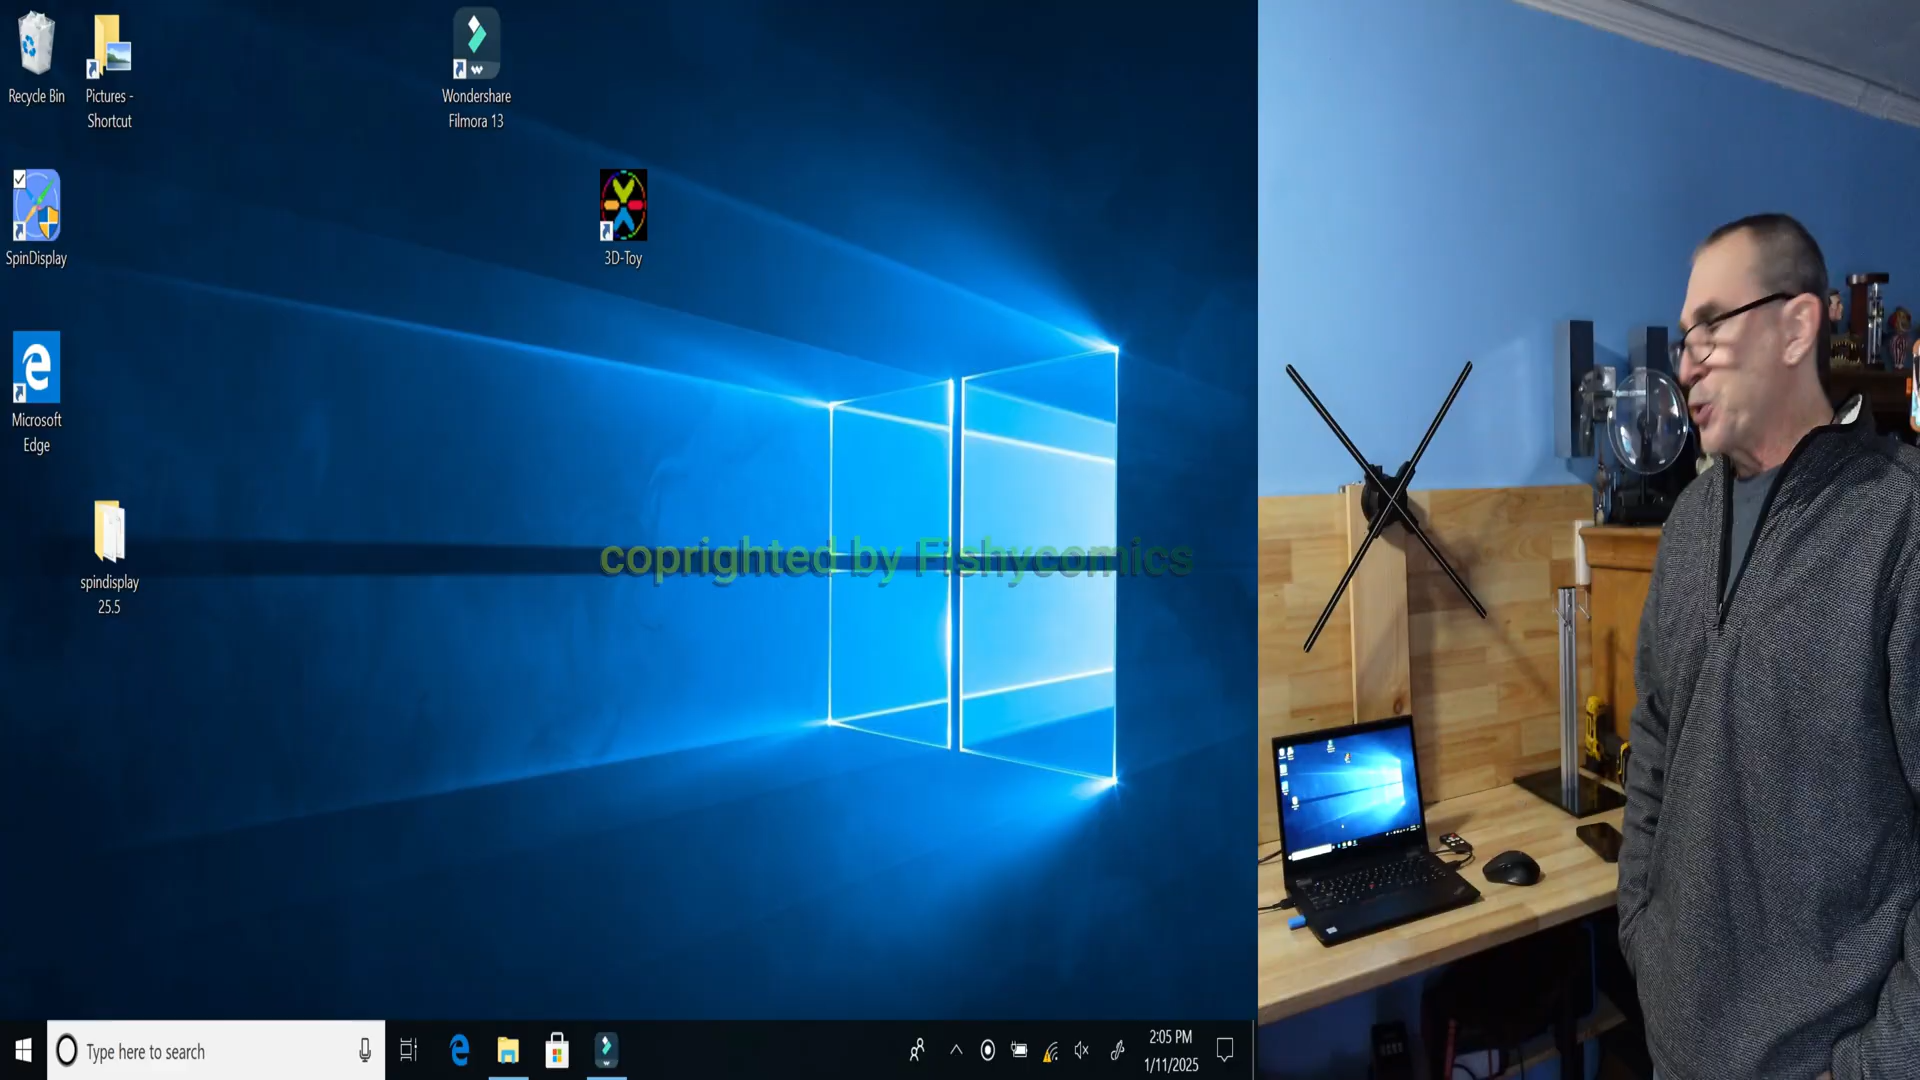 Recycle Bin
Pictures -
Shortcut
Wondershare
Filmora 13
SpinDisplay
3D-Toy
Microsoft
Edge
spindisplay
25.5
coprighted by Fishycomics
Type here to search
2:05 PM
1/11/2025